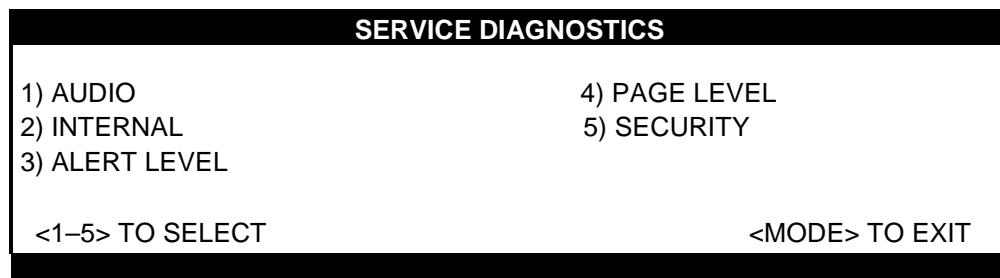 SERVICE DIAGNOSTICS
1) AUDIO 4) PAGE LEVEL
2) INTERNAL 5) SECURITY
3) ALERT LEVEL
<1–5> TO SELECT <MODE> TO EXIT